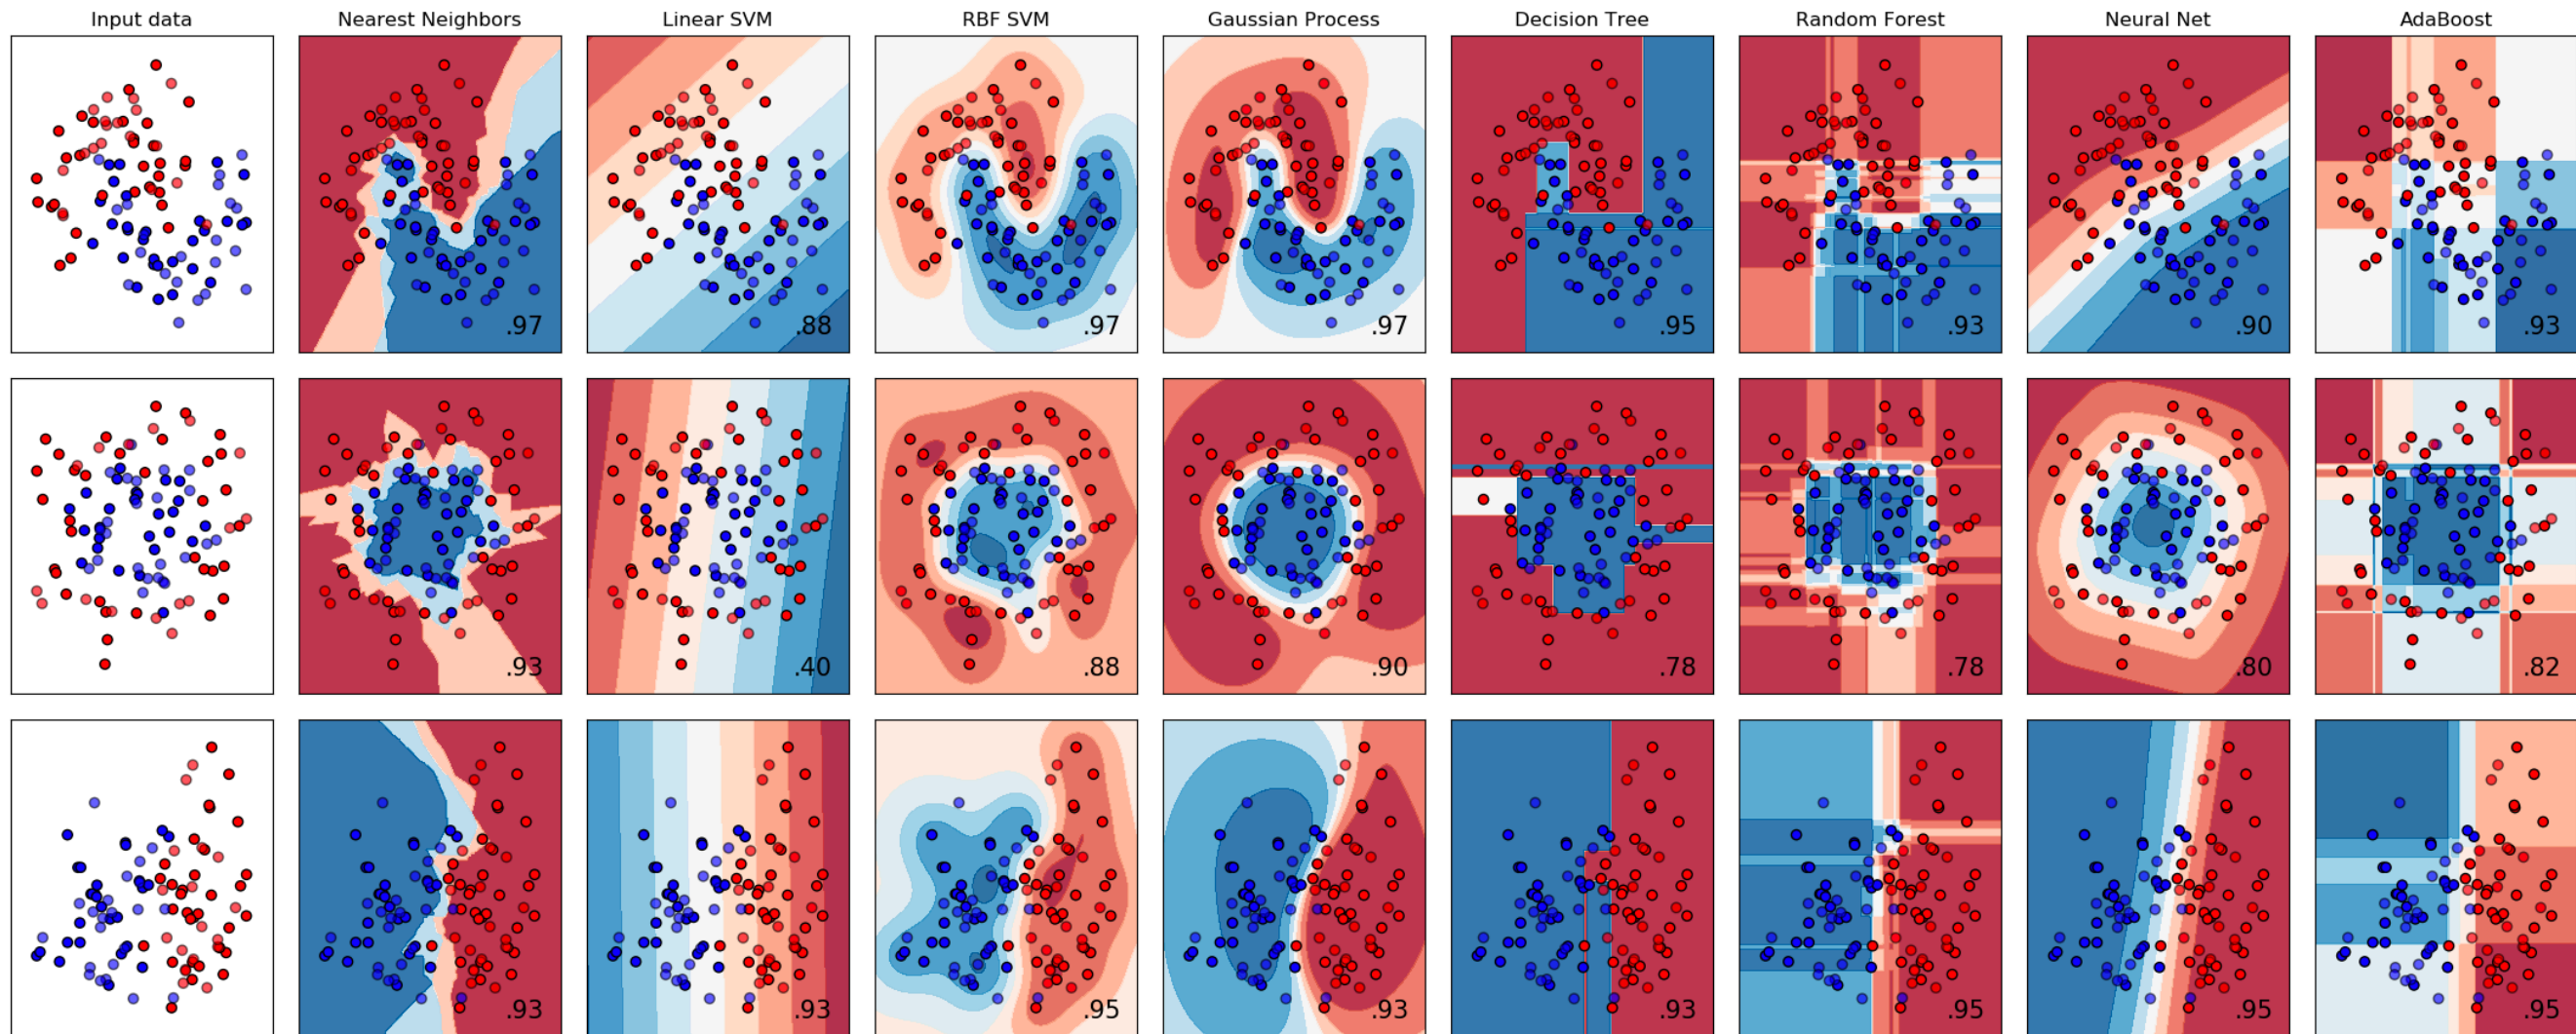 Input data
Nearest Neighbors
Linear SVM
RBF SVM
Gaussian Process
Decision Tree
Random Forest
Neural Net
AdaBoost
.97
.88
.97
.97
.95
.93
.90
.93
.93
.40
.88
.90
.78
.78
.80
.82
.93
.93
.95
.93
.93
.95
.95
.95